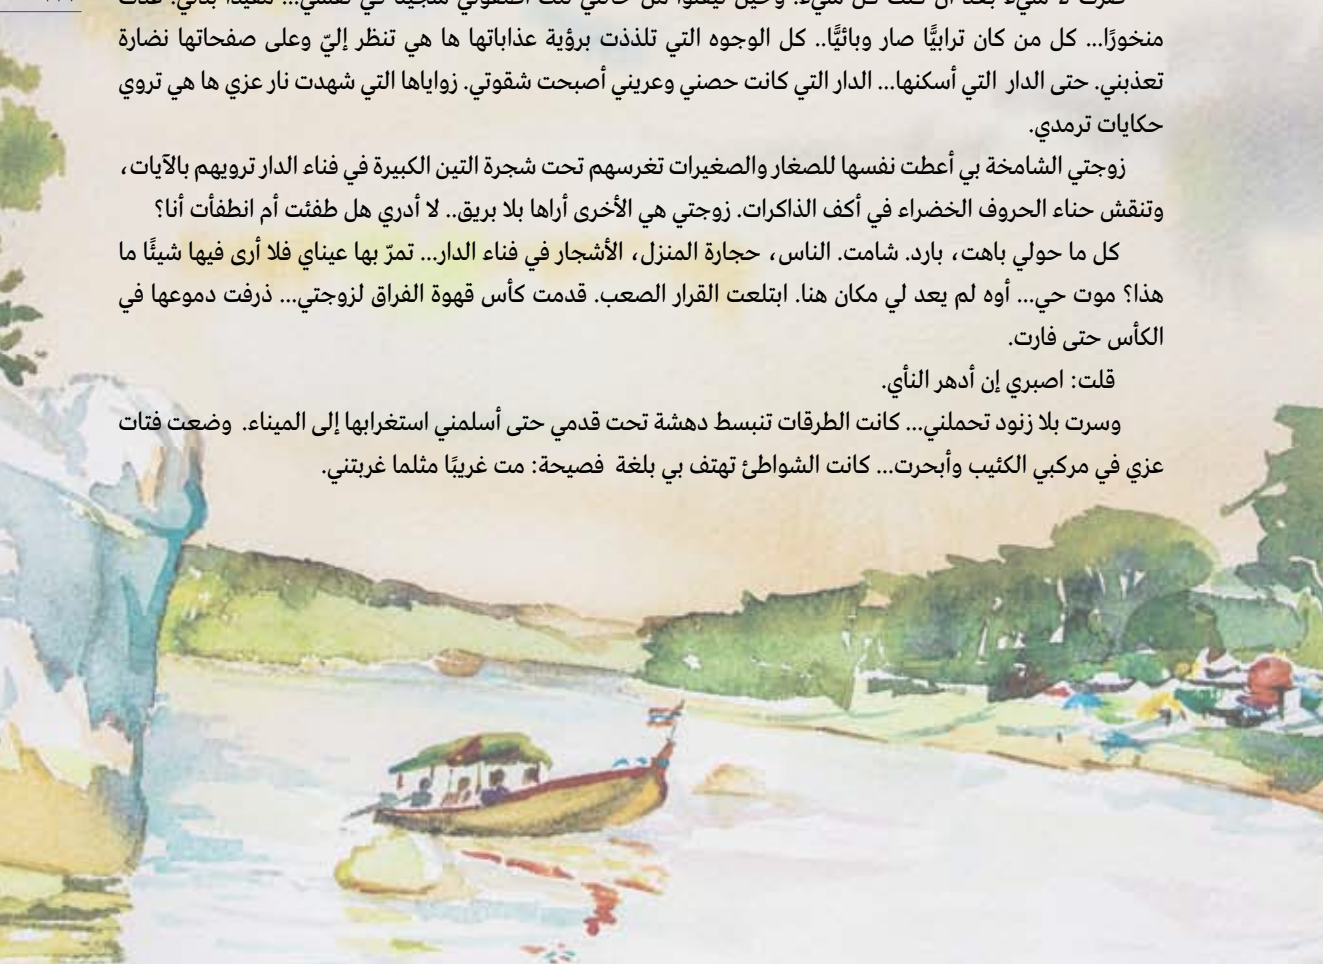 منخورًا... كل من كان ترابيًّا صار وبائيًّا.. كل الوجوه التي تلذذت برؤية عذاباتها ها هي تنظر إليّ وعلى صفحاتها نضارة
تعذبني. حتى الدار التي أسكنها... الدار التي كانت حصني وعريني أصبحت شقوتي. زواياها التي شهدت نار عزي ها هي تروي
حكايات ترمدي.
زوجتي الشامخة بي أعطت نفسها للصغار والصغيرات تغرسهم تحت شجرة التين الكبيرة في فناء الدار ترويهم بالآيات،
وتنقش حناء الحروف الخضراء في أكف الذاكرات. زوجتي هي الأخرى أراها بلا بريق.. لا أدري هل طفئت أم انطفأت أنا؟
كل ما حولي باهت، بارد. شامت. الناس، حجارة المنزل، الأشجار في فناء الدار... تمرّ بها عيناي فلا أرى فيها شيئًا ما
هذا؟ موت حي... أوه لم يعد لي مكان هنا. ابتلعت القرار الصعب. قدمت كأس قهوة الفراق لزوجتي... ذرفت دموعها في
الكأس حتى فارت.
قلت: اصبري إن أدهر النأي.
وسرت بلا زنود تحملني... كانت الطرقات تنبسط دهشة تحت قدمي حتى أسلمني استغرابها إلى الميناء. وضعت فتات
عزي في مركبي الكئيب وأبحرت... كانت الشواطئ تهتف بي بلغة فصيحة: مت غريبًا مثلما غربتني.